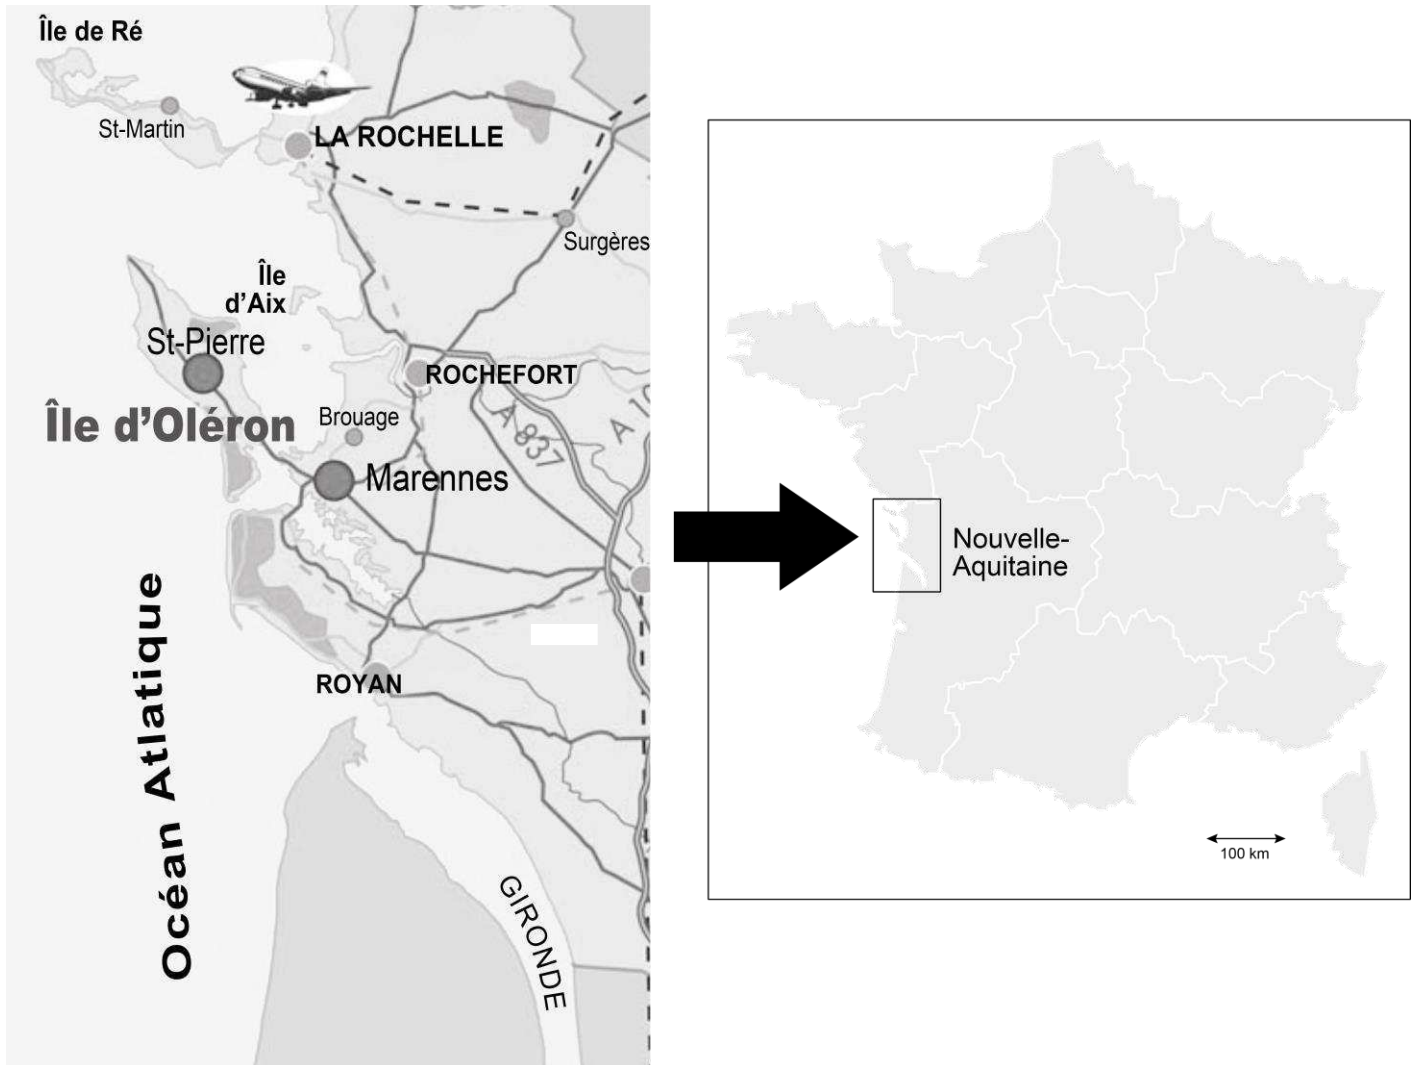 Île de Ré
St-Martin
LA ROCHELLE
Surgères
Île
d'Aix
St-Pierre
ROCHEFORT
Île d'Oléron
Brouage
A 837
A 10
Marennes
Océan Atlatique
ROYAN
GIRONDE
Nouvelle-
Aquitaine
100 km